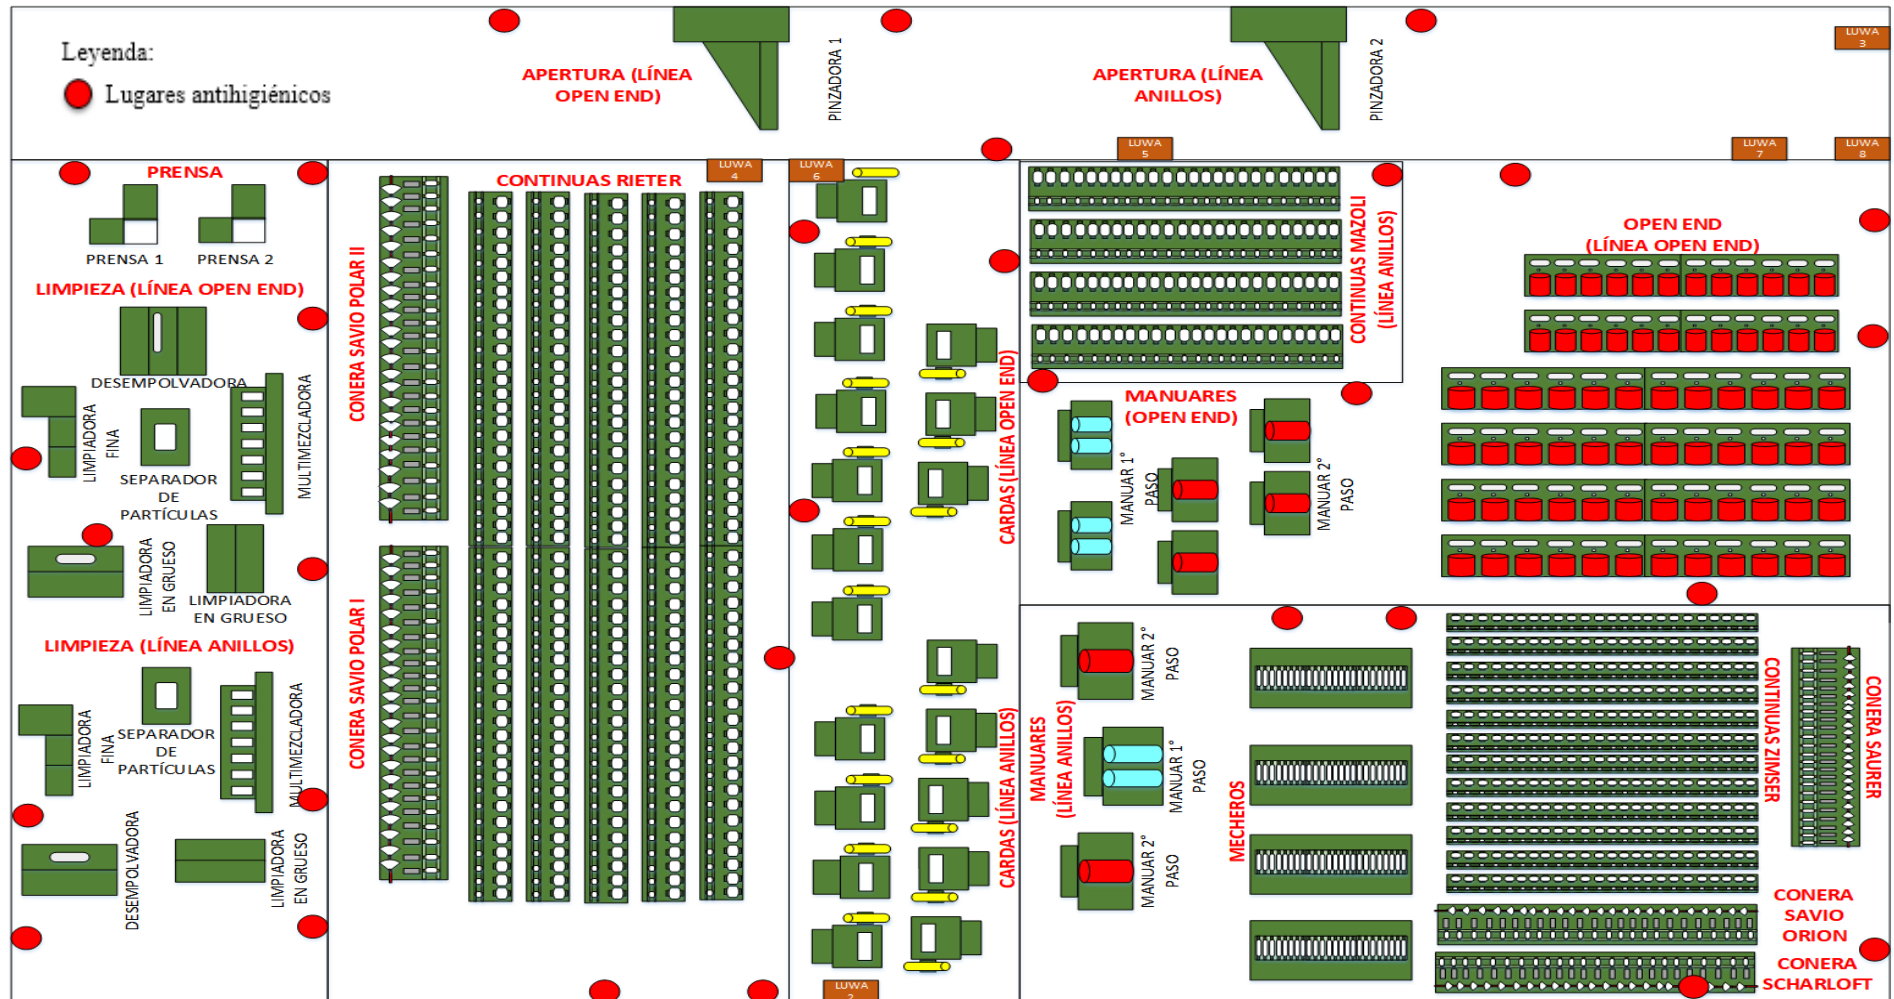 Leyenda:
Lugares antihigiénicos
APERTURA (LÍNEA
OPEN END)
PINZADORA 1
APERTURA (LÍNEA
ANILLOS)
PINZADORA 2
LUWA
3
LUWA
5
LUWA
7
LUWA
8
PRENSA
PRENSA 1
PRENSA 2
LIMPIEZA (LÍNEA OPEN END)
DESEMPOLVADORA
LIMPIADORA
FINA
SEPARADOR
DE
PARTÍCULAS
MULTIMEZCLADORA
LIMPIADORA
EN GRUESO
LIMPIADORA
EN GRUESO
LIMPIEZA (LÍNEA ANILLOS)
LIMPIADORA
FINA
SEPARADOR
DE
PARTÍCULAS
MULTIMEZCLADORA
DESEMPOLVADORA
LIMPIADORA
EN GRUESO
CONERA SAVIO POLAR II
CONERA SAVIO POLAR I
CONTINUAS RIETER
LUWA
4
LUWA
6
CARDAS (LÍNEA OPEN END)
CARDAS (LÍNEA ANILLOS)
LUWA
2
CONTINUAS MAZOLI
(LÍNEA ANILLOS)
MANUARES
(OPEN END)
MANUAR 1°
PASO
MANUAR 2°
PASO
OPEN END
(LÍNEA OPEN END)
MANUARES
(LÍNEA ANILLOS)
MANUAR 2°
PASO
MANUAR 1°
PASO
MANUAR 2°
PASO
MECHEROS
CONTINUAS ZIMSER
CONERA SAURER
CONERA
SAVIO
ORION
CONERA
SCHARLOFT